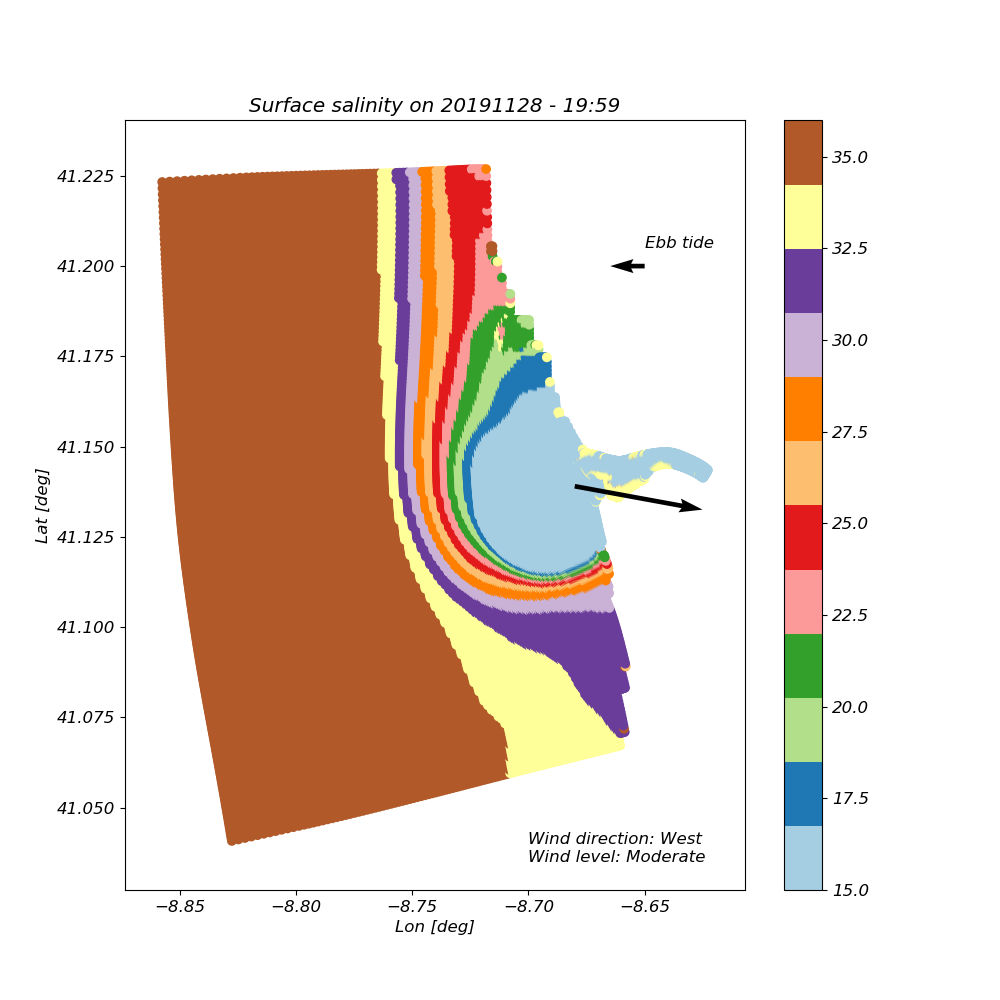 Surface salinity on 20191128 - 19:59
41.225
41.200
41.175
41.150
41.125
41.100
41.075
41.050
Lat [deg]
Ebb tide
Wind direction: West
Wind level: Moderate
−8.85 −8.80 −8.75 −8.70 −8.65
Lon [deg]
35.0
32.5
30.0
27.5
25.0
22.5
20.0
17.5
15.0